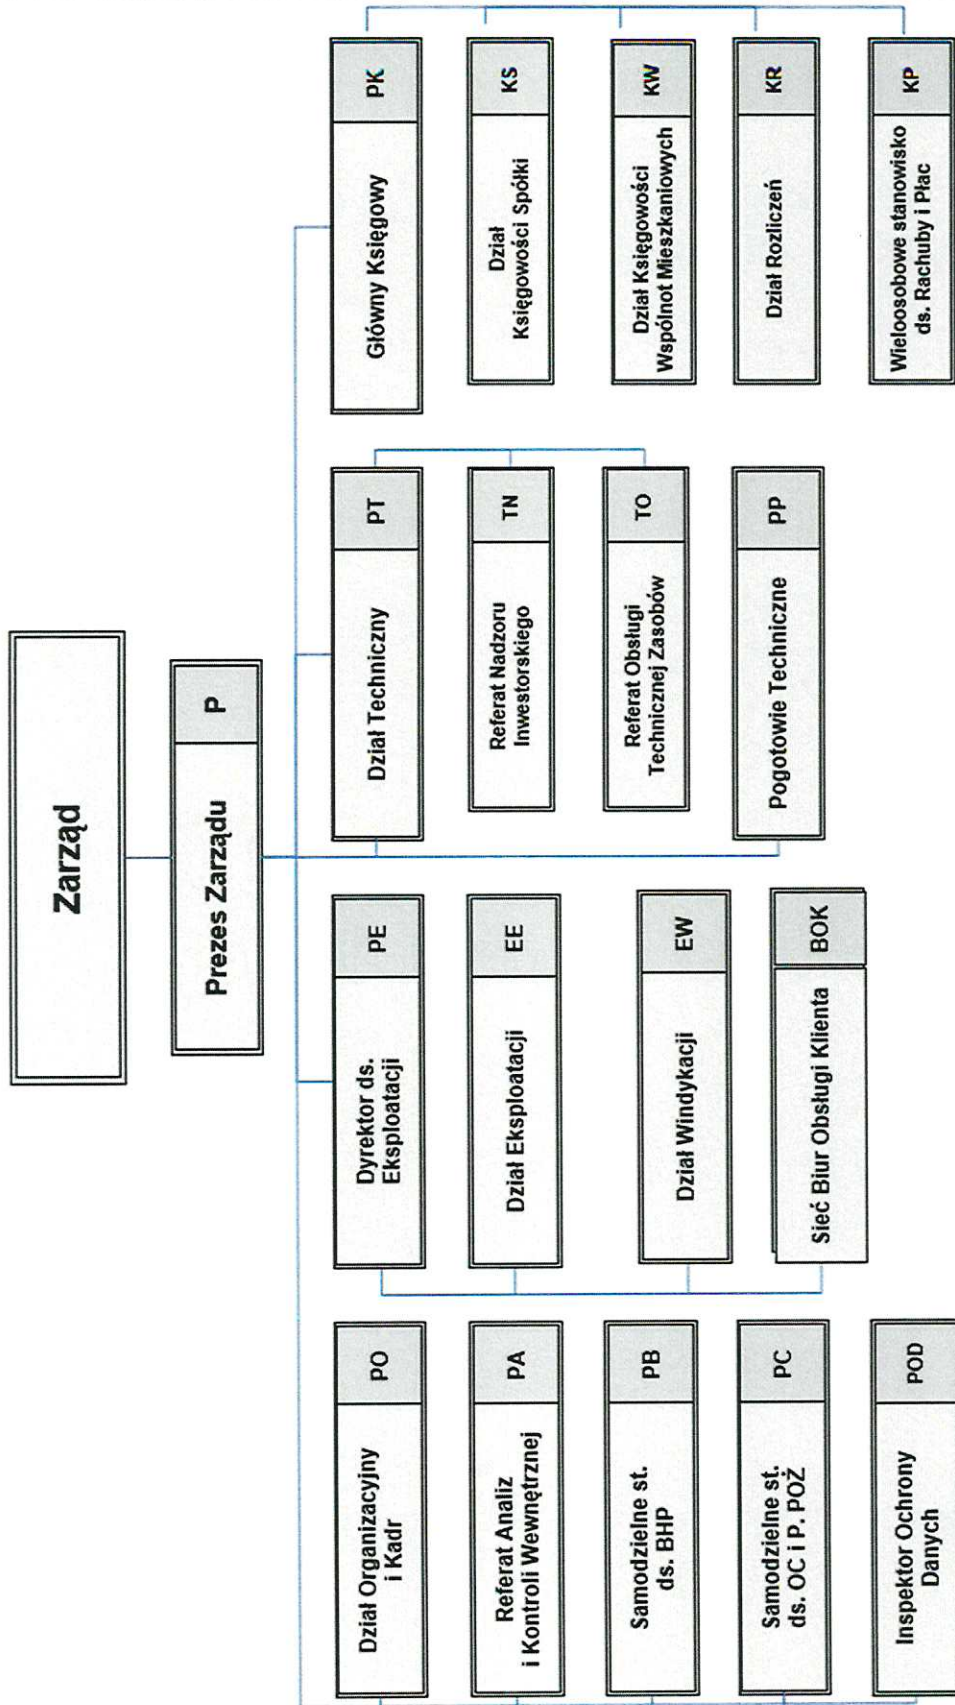 Zarząd
Prezes Zarządu
P
Dział Organizacyjny
i Kadr
PO
Referat Analiz
i Kontroli Wewnętrznej
PA
Samodzielne st.
ds. BHP
PB
Samodzielne st.
ds. OC i P. POŻ
PC
Inspektor Ochrony
Danych
POD
Dyrektor ds.
Eksploatacji
PE
Dział Eksploatacji
EE
Dział Windykacji
EW
Sieć Biur Obsługi Klienta
BOK
Dział Techniczny
PT
Referat Nadzoru
Inwestorskiego
TN
Referat Obsługi
Technicznej Zasobów
TO
Pogotowie Techniczne
PP
Główny Księgowy
PK
Dział
Księgowości Spółki
KS
Dział Księgowości
Wspólnot Mieszkaniowych
KW
Dział Rozliczeń
KR
Wieloosobowe stanowisko
ds. Rachuby i Płac
KP